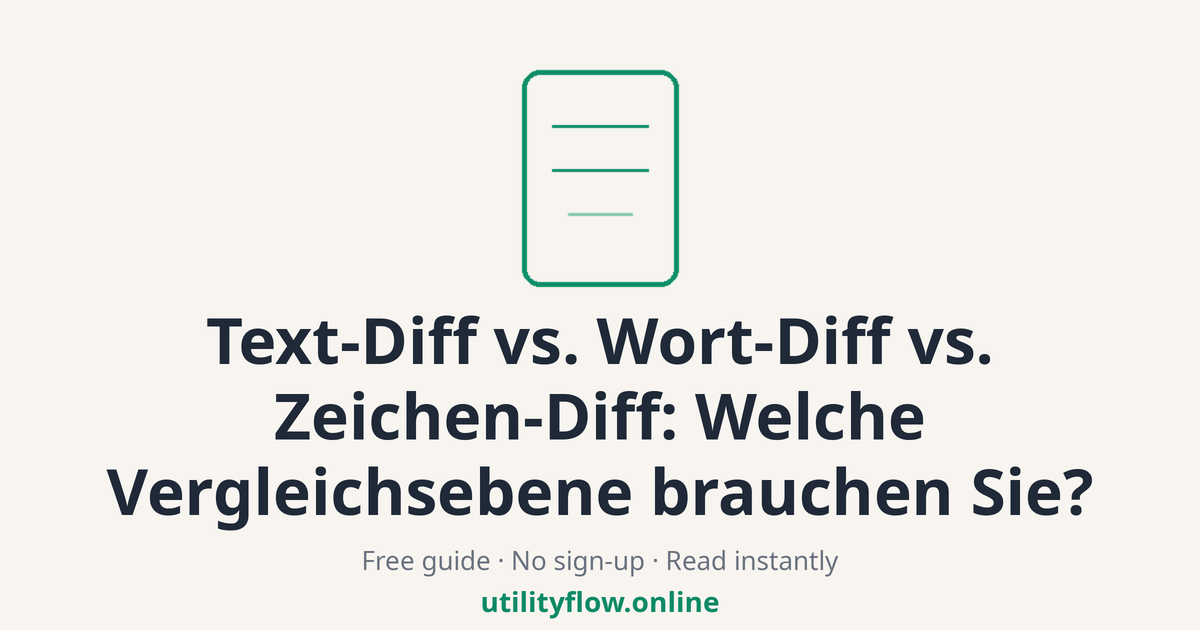 Text-Diff vs. Wort-Diff vs.
Zeichen-Diff: Welche
Vergleichsebene brauchen Sie?
Free guide · No sign-up · Read instantly
utilityflow.online